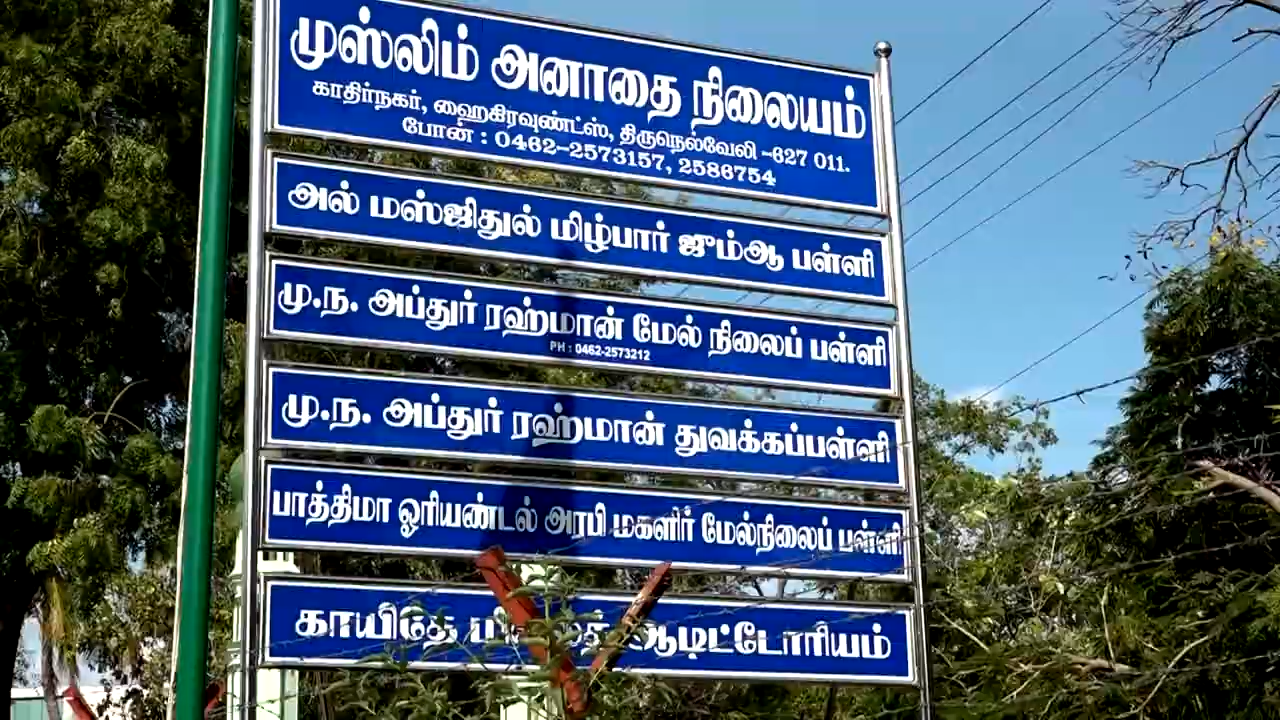 முஸ்லிம் அனாதை நிலையம்
காதிர்நகர், ஹைகிரவுண்ட்ஸ், திருநெல்வேலி -627 011.
போன் : 0462-2573157, 2586754
அல் மஸ்ஜிதுல் மிழ்பார் ஜும்ஆ பள்ளி
மு.ந. அப்துர் ரஹ்மான் மேல் நிலைப் பள்ளி
PH : 0462-2573212
மு.ந. அப்துர் ரஹ்மான் துவக்கப்பள்ளி
பாத்திமா ஓரியண்டல் அரபி மகளிர் மேல்நிலைப் பள்ளி
காயிதே ஆடிட்டோரியம்